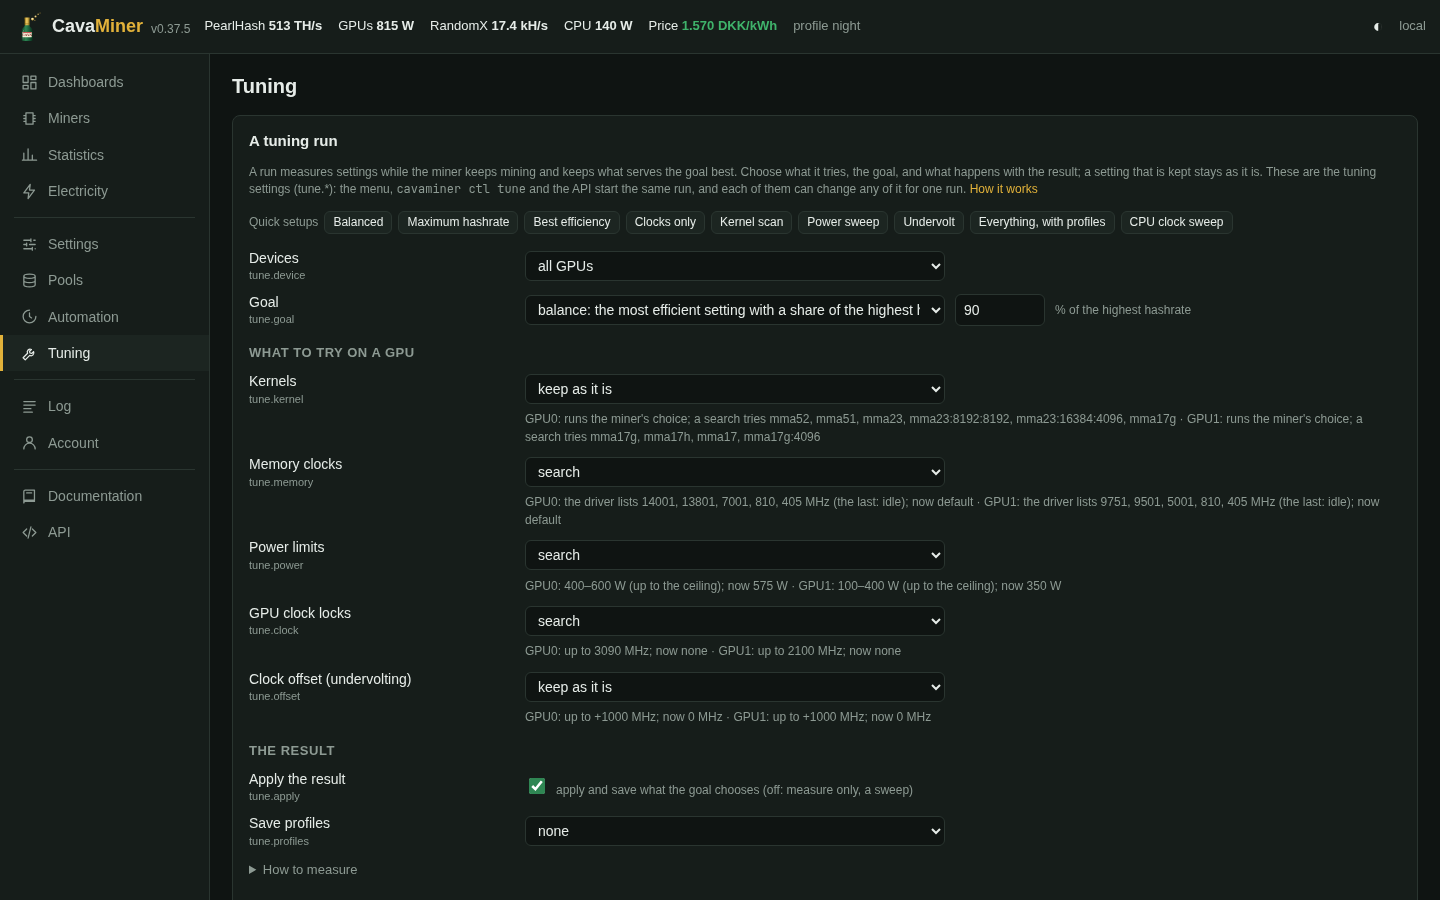 CavaMiner v0.37.5 PearlHash 513 TH/s GPUs 815 W RandomX 17.4 kH/s CPU 140 W Price 1.570 DKK/kWh profile night local
Dashboards
Miners
Statistics
Electricity
Settings
Pools
Automation
Tuning
Log
Account
Documentation
API
Tuning
A tuning run
A run measures settings while the miner keeps mining and keeps what serves the goal best. Choose what it tries, the goal, and what happens with the result; a setting that is kept stays as it is. These are the tuning
settings (tune.*): the menu, cavaminer ctl tune and the API start the same run, and each of them can change any of it for one run. How it works
Quick setups Balanced Maximum hashrate Best efficiency Clocks only Kernel scan Power sweep Undervolt Everything, with profiles CPU clock sweep
Devices
tune.device
all GPUs
Goal
tune.goal
balance: the most efficient setting with a share of the highest h 90 % of the highest hashrate
WHAT TO TRY ON A GPU
Kernels
tune.kernel
keep as it is
GPU0: runs the miner's choice; a search tries mma52, mma51, mma23, mma23:8192:8192, mma23:16384:4096, mma17g · GPU1: runs the miner's choice; a
search tries mma17g, mma17h, mma17, mma17g:4096
Memory clocks
tune.memory
search
GPU0: the driver lists 14001, 13801, 7001, 810, 405 MHz (the last: idle); now default · GPU1: the driver lists 9751, 9501, 5001, 810, 405 MHz (the last: idle); now
default
Power limits
tune.power
search
GPU0: 400–600 W (up to the ceiling); now 575 W · GPU1: 100–400 W (up to the ceiling); now 350 W
GPU clock locks
tune.clock
search
GPU0: up to 3090 MHz; now none · GPU1: up to 2100 MHz; now none
Clock offset (undervolting)
tune.offset
keep as it is
GPU0: up to +1000 MHz; now 0 MHz · GPU1: up to +1000 MHz; now 0 MHz
THE RESULT
Apply the result
tune.apply
apply and save what the goal chooses (off: measure only, a sweep)
Save profiles
tune.profiles
none
How to measure